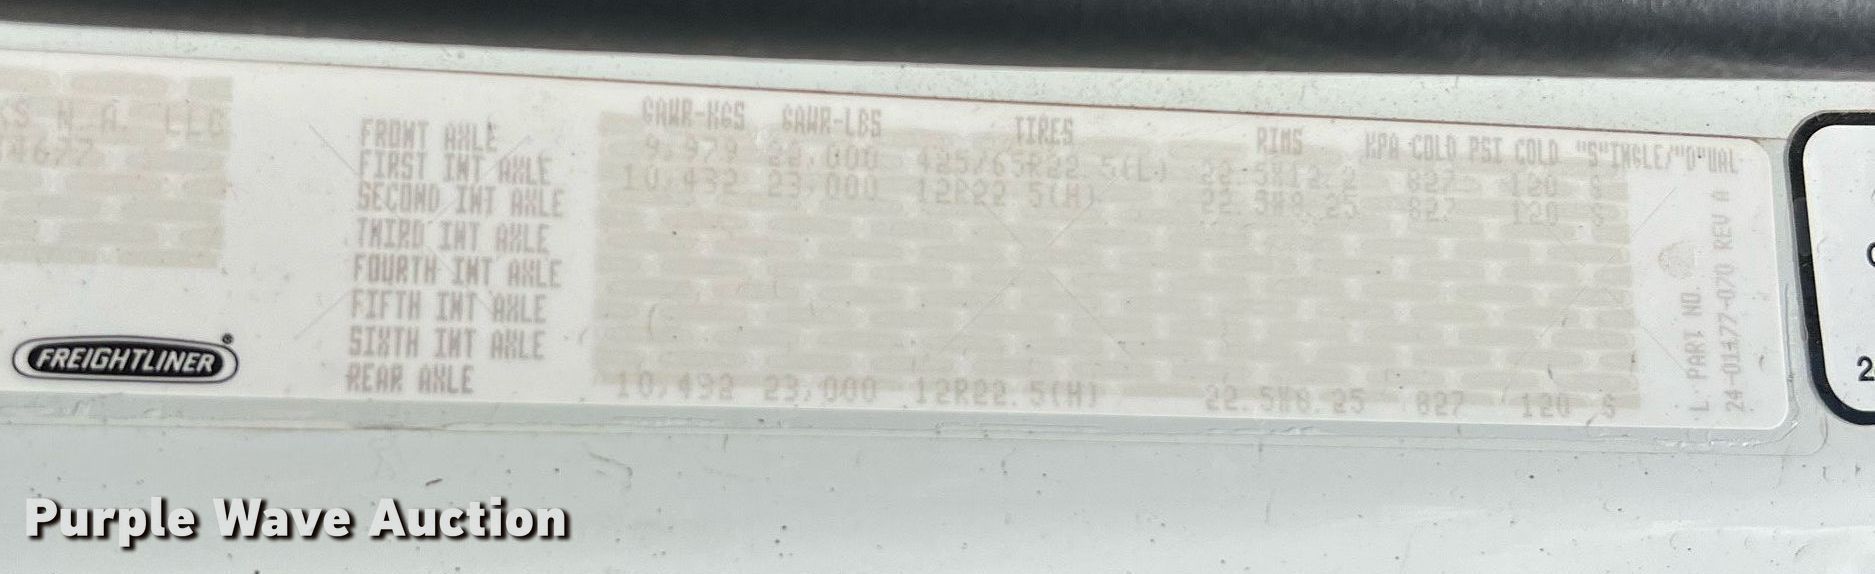 KS N.A. LLC
14677
GAWR-KGS GAWR-LBS TIRES RIMS KPA COLD PSI COLD "S"INGLE/"D"UAL
FRONT AXLE 9,979 22,000 425/65R22.5(L) 22.5X12.2 827 120 S
FIRST INT AXLE 10,432 23,000 12R22.5(H) 22.5X8.25 827 120 S
SECOND INT AXLE
THIRD INT AXLE
FOURTH INT AXLE
FIFTH INT AXLE
SIXTH INT AXLE
REAR AXLE 10,432 23,000 12R22.5(H) 22.5X8.25 827 120 S
FREIGHTLINER
L. PART NO.
24-01477-070 REV A
2
Purple Wave Auction